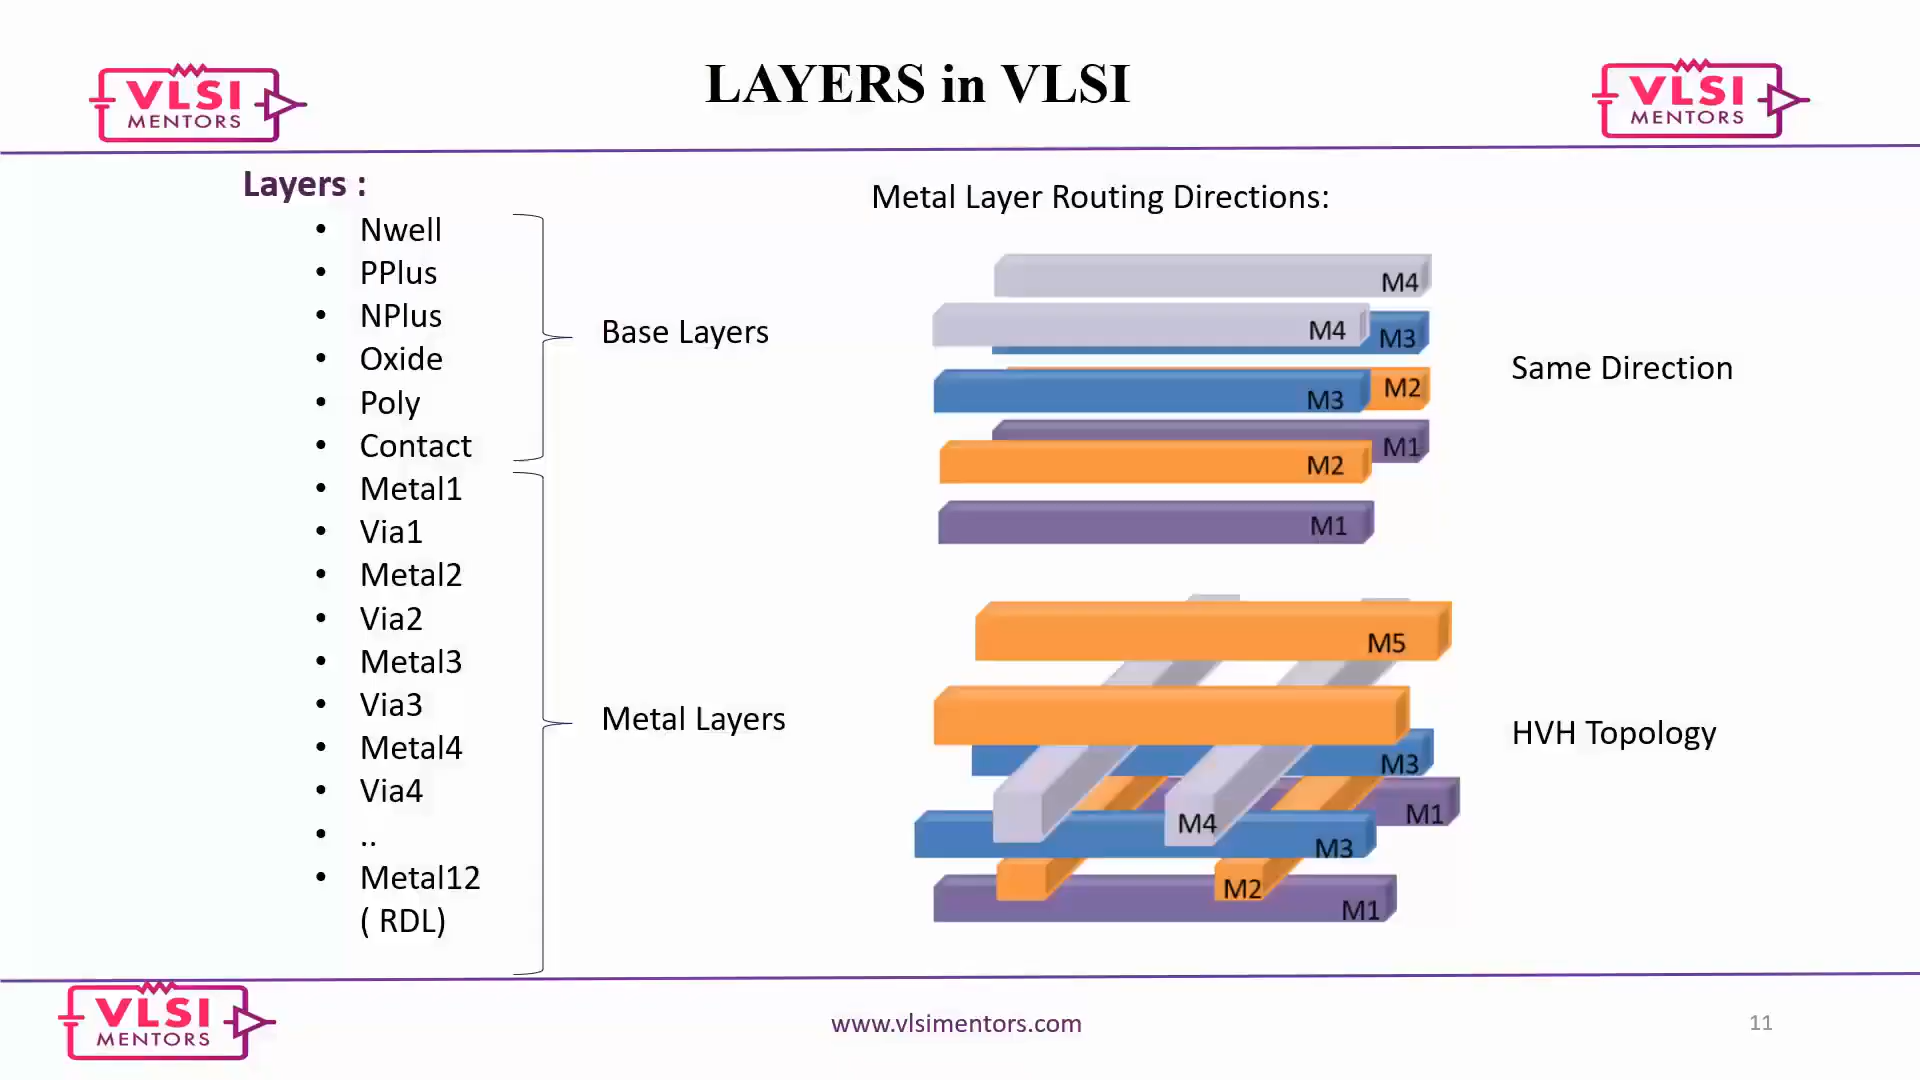 VLSI
MENTORS
LAYERS in VLSI
VLSI
MENTORS
Layers :
• Nwell
• PPlus
• NPlus
• Oxide
• Poly
• Contact
• Metal1
• Via1
• Metal2
• Via2
• Metal3
• Via3
• Metal4
• Via4
• ..
• Metal12
( RDL)
Base Layers
Metal Layers
Metal Layer Routing Directions:
M4
M4
M3
M3
M2
M1
M2
M1
Same Direction
M5
M3
M1
M4
M3
M2
M1
HVH Topology
VLSI
MENTORS
www.vlsimentors.com
11